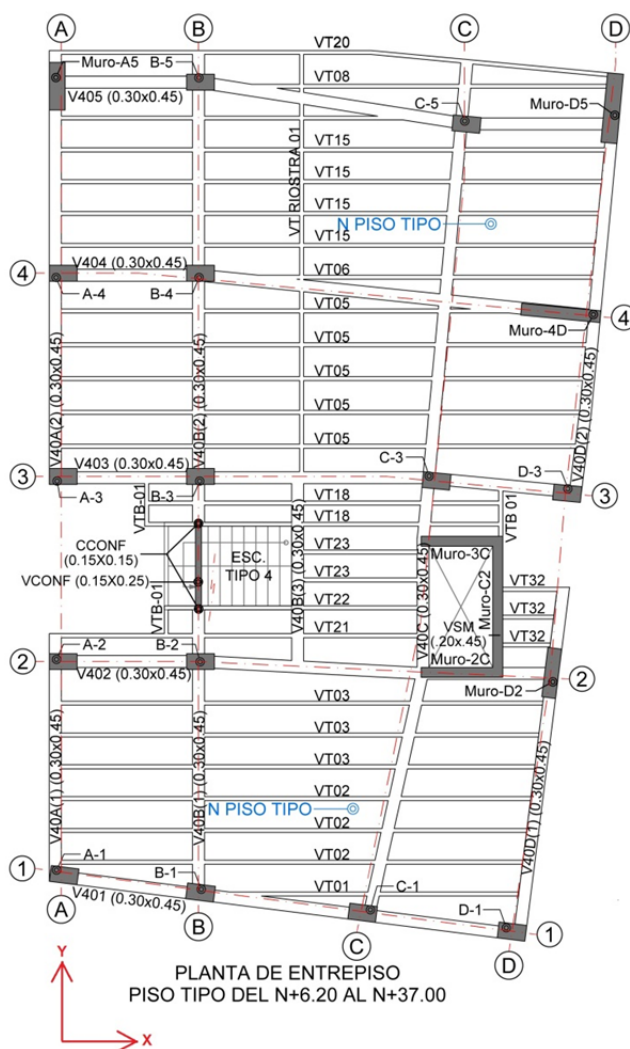 A B C D
VT20
Muro-A5 B-5
VT08
V405 (0.30x0.45)
C-5
Muro-D5
VT15
VT RIOSTRA 01
VT15
VT15
N PISO TIPO
VT15
4 V404 (0.30x0.45)
VT06
A-4 B-4
VT05
4
Muro-4D
VT05
V40A(2) (0.30x0.45)
V40B(2) (0.30x0.45)
V40D(2) (0.30x0.45)
VT05
VT05
VT05
C-3
3 V403 (0.30x0.45)
D-3
A-3 B-3
3
VTB-01
VT18
VTB 01
VT18
CCONF
(0.15X0.15)
ESC.
TIPO 4
V40B(3) (0.30x0.45)
VT23
Muro-3C
VT23
VCONF (0.15X0.25)
V40C (0.30x0.45)
Muro-C2
VT32
VTB-01
VT22
VT32
VT21
VSM
(.20x.45)
VT32
A-2 B-2
Muro-2C
2 V402 (0.30x0.45)
2
Muro-D2
VT03
VT03
V40A(1) (0.30x0.45)
V40B(1) (0.30x0.45)
V40D(1) (0.30x0.45)
VT03
VT02
N PISO TIPO
VT02
VT02
A-1
1
B-1
VT01
C-1
V401 (0.30x0.45)
D-1
1
A B C D
Y
X
PLANTA DE ENTREPISO
PISO TIPO DEL N+6.20 AL N+37.00